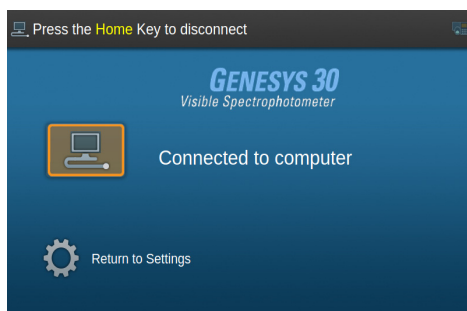 Press the Home Key to disconnect
GENESYS 30
Visible Spectrophotometer
Connected to computer
Return to Settings